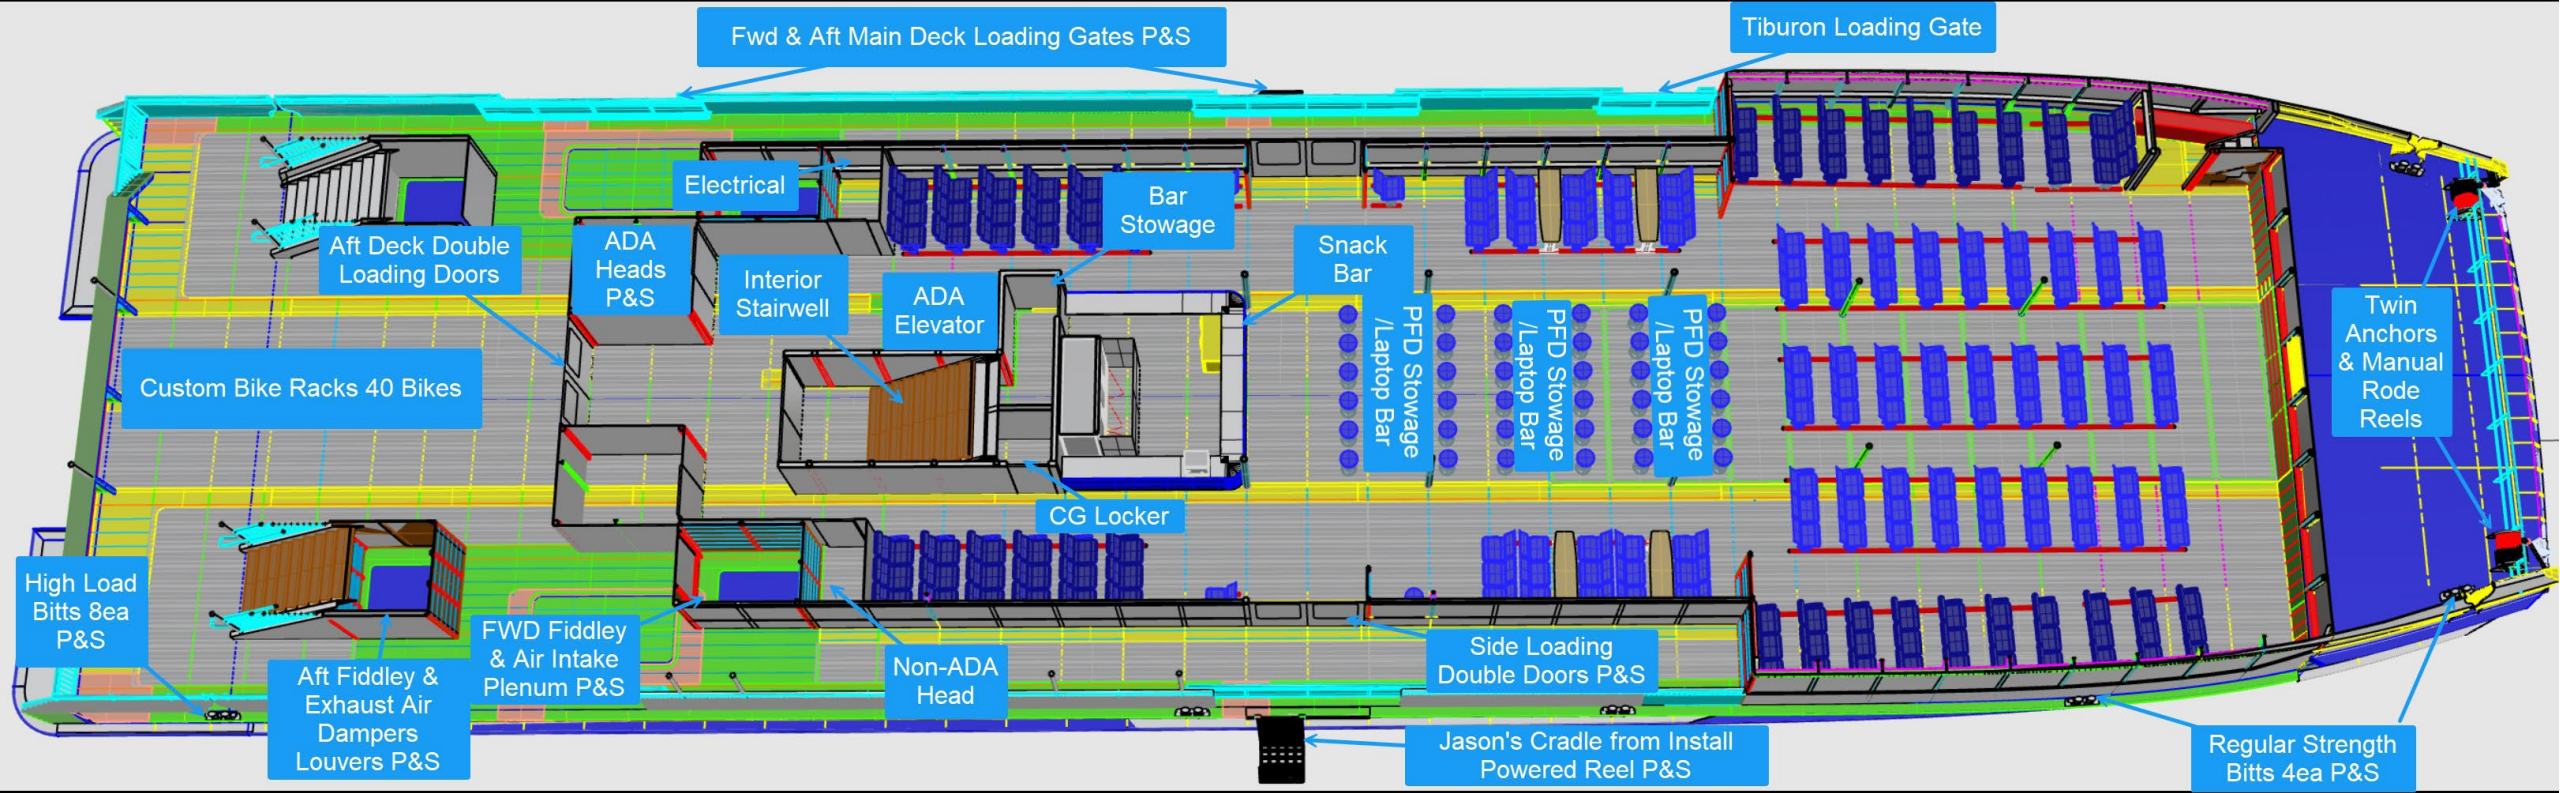 Fwd & Aft Main Deck Loading Gates P&S
Tiburon Loading Gate
Electrical
Bar
Stowage
Aft Deck Double
Loading Doors
ADA
Heads
P&S
Interior
Stairwell
ADA
Elevator
Snack
Bar
PFD Stowage
/Laptop Bar
PFD Stowage
/Laptop Bar
PFD Stowage
/Laptop Bar
Twin
Anchors
& Manual
Rode
Reels
Custom Bike Racks 40 Bikes
CG Locker
High Load
Bitts 8ea
P&S
Aft Fiddley &
Exhaust Air
Dampers
Louvers P&S
FWD Fiddley
& Air Intake
Plenum P&S
Non-ADA
Head
Side Loading
Double Doors P&S
Jason's Cradle from Install
Powered Reel P&S
Regular Strength
Bitts 4ea P&S